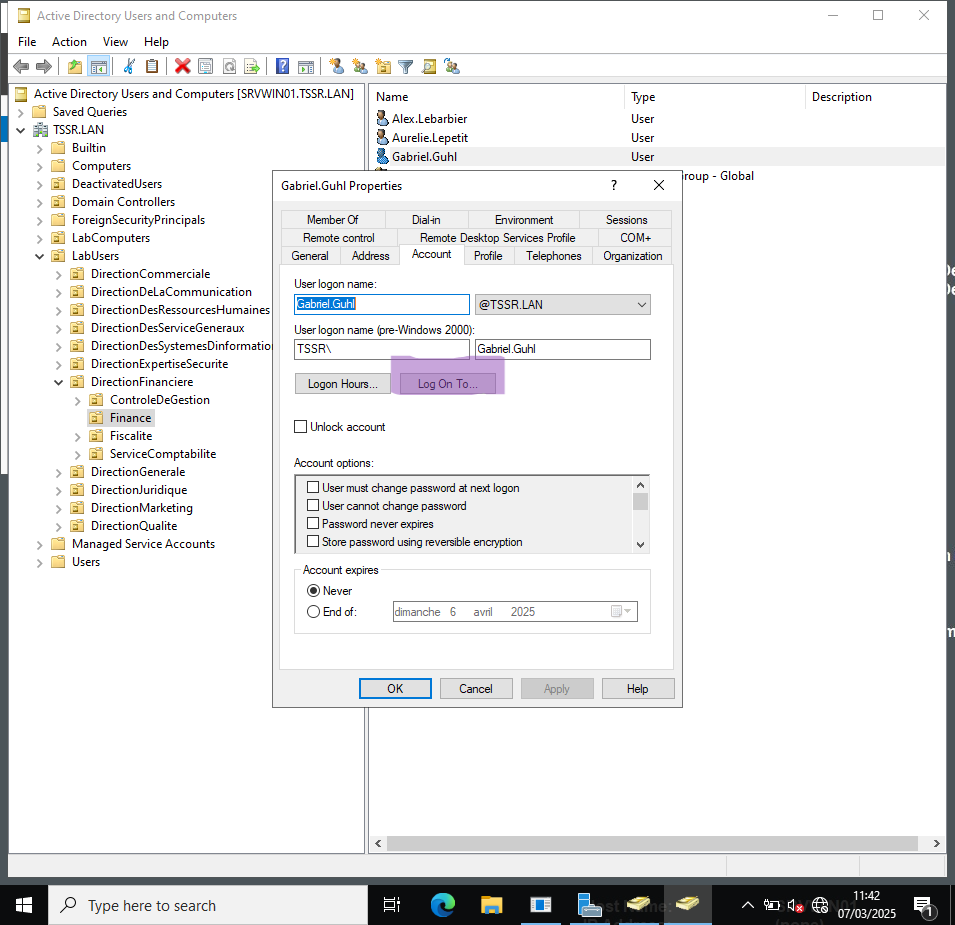 Active Directory Users and Computers
File Action View Help
Active Directory Users and Computers [SRVWIN01.TSSR.LAN]
Saved Queries
TSSR.LAN
Builtin
Computers
DeactivatedUsers
Domain Controllers
ForeignSecurityPrincipals
LabComputers
LabUsers
DirectionCommerciale
DirectionDeLaCommunication
DirectionDesRessourcesHumaines
DirectionDesServiceGeneraux
DirectionDesSystemesDinformatio
DirectionExpertiseSecurite
DirectionFinanciere
ControleDeGestion
Finance
Fiscalite
ServiceComptabilite
DirectionGenerale
DirectionJuridique
DirectionMarketing
DirectionQualite
Managed Service Accounts
Users
Name Type Description
Alex.Lebarbier User
Aurelie.Lepetit User
Gabriel.Guhl User
roup - Global
Gabriel.Guhl Properties ?
Member Of Dial-in Environment Sessions
Remote control Remote Desktop Services Profile COM+
General Address Account Profile Telephones Organization
User logon name:
Gabriel.Guhl @TSSR.LAN
User logon name (pre-Windows 2000):
TSSR\ Gabriel.Guhl
Logon Hours... Log On To...
Unlock account
Account options:
User must change password at next logon
User cannot change password
Password never expires
Store password using reversible encryption
Account expires
Never
End of: dimanche 6 avril 2025
OK Cancel Apply Help
Type here to search
11:42
07/03/2025
1